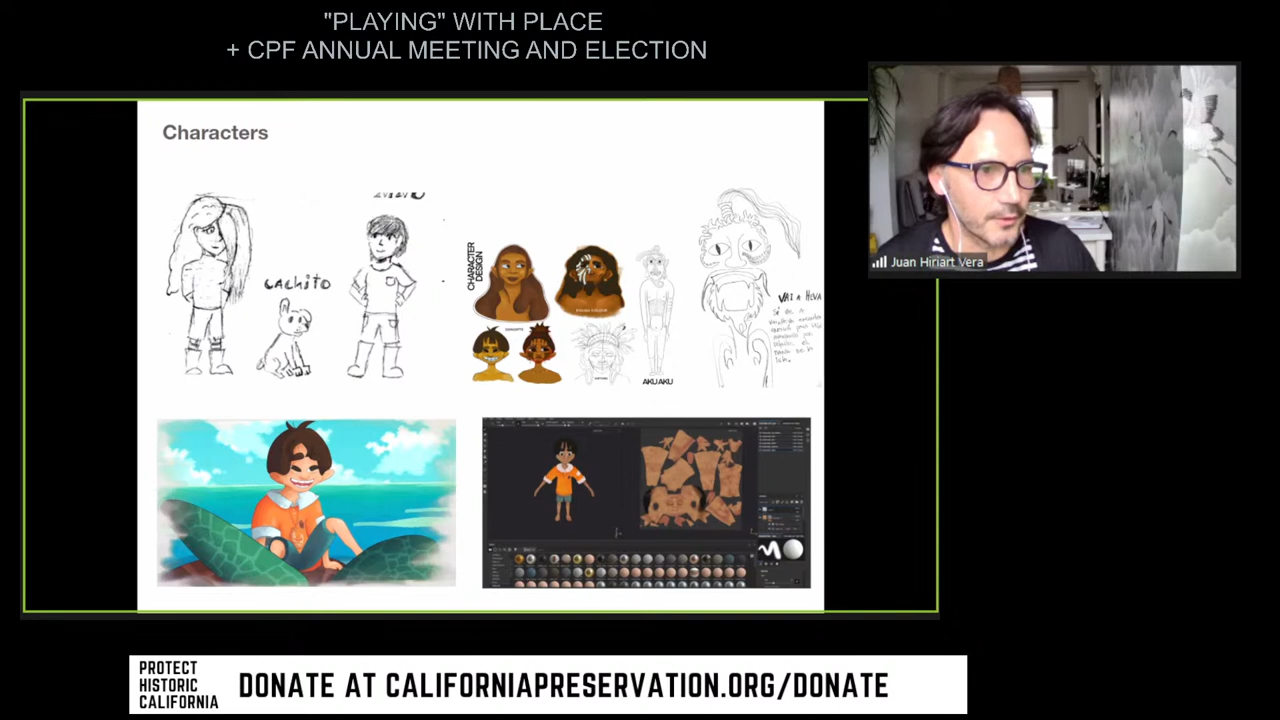 "PLAYING" WITH PLACE
+ CPF ANNUAL MEETING AND ELECTION
Characters
CACHITO
CHARACTER
DESIGN
AKU AKU
VAI A HEVA
Juan Hiriart Vera
PROTECT
HISTORIC
CALIFORNIA
DONATE AT CALIFORNIAPRESERVATION.ORG/DONATE